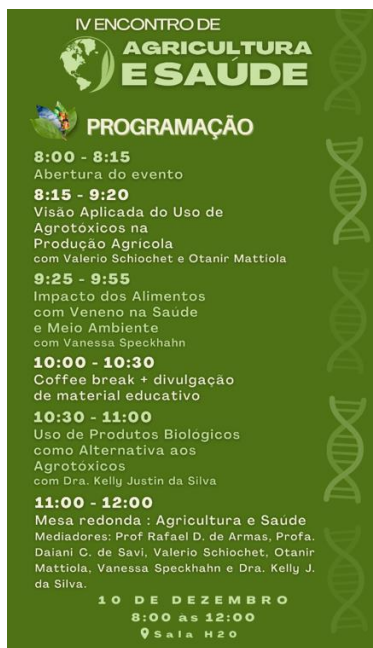 IV ENCONTRO DE
AGRICULTURA
E SAÚDE
PROGRAMAÇÃO
8:00 - 8:15
Abertura do evento
8:15 - 9:20
Visão Aplicada do Uso de
Agrotóxicos na
Produção Agrícola
com Valerio Schiochet e Otanir Mattiola
9:25 - 9:55
Impacto dos Alimentos
com Veneno na Saúde
e Meio Ambiente
com Vanessa Speckhahn
10:00 - 10:30
Coffee break + divulgação
de material educativo
10:30 - 11:00
Uso de Produtos Biológicos
como Alternativa aos
Agrotóxicos
com Dra. Kelly Justin da Silva
11:00 - 12:00
Mesa redonda : Agricultura e Saúde
Mediadores: Prof Rafael D. de Armas, Profa.
Daiani C. de Savi, Valerio Schiochet, Otanir
Mattiola, Vanessa Speckhahn e Dra. Kelly J.
da Silva.
10 DE DEZEMBRO
8:00 às 12:00
Sala H20